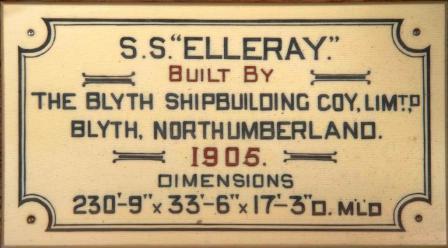 S.S. "ELLERAY."
BUILT BY
THE BLYTH SHIPBUILDING COY, LIMTD,
BLYTH, NORTHUMBERLAND.
1905.
DIMENSIONS
230'-9" x 33'-6" x 17'-3" D. MLD